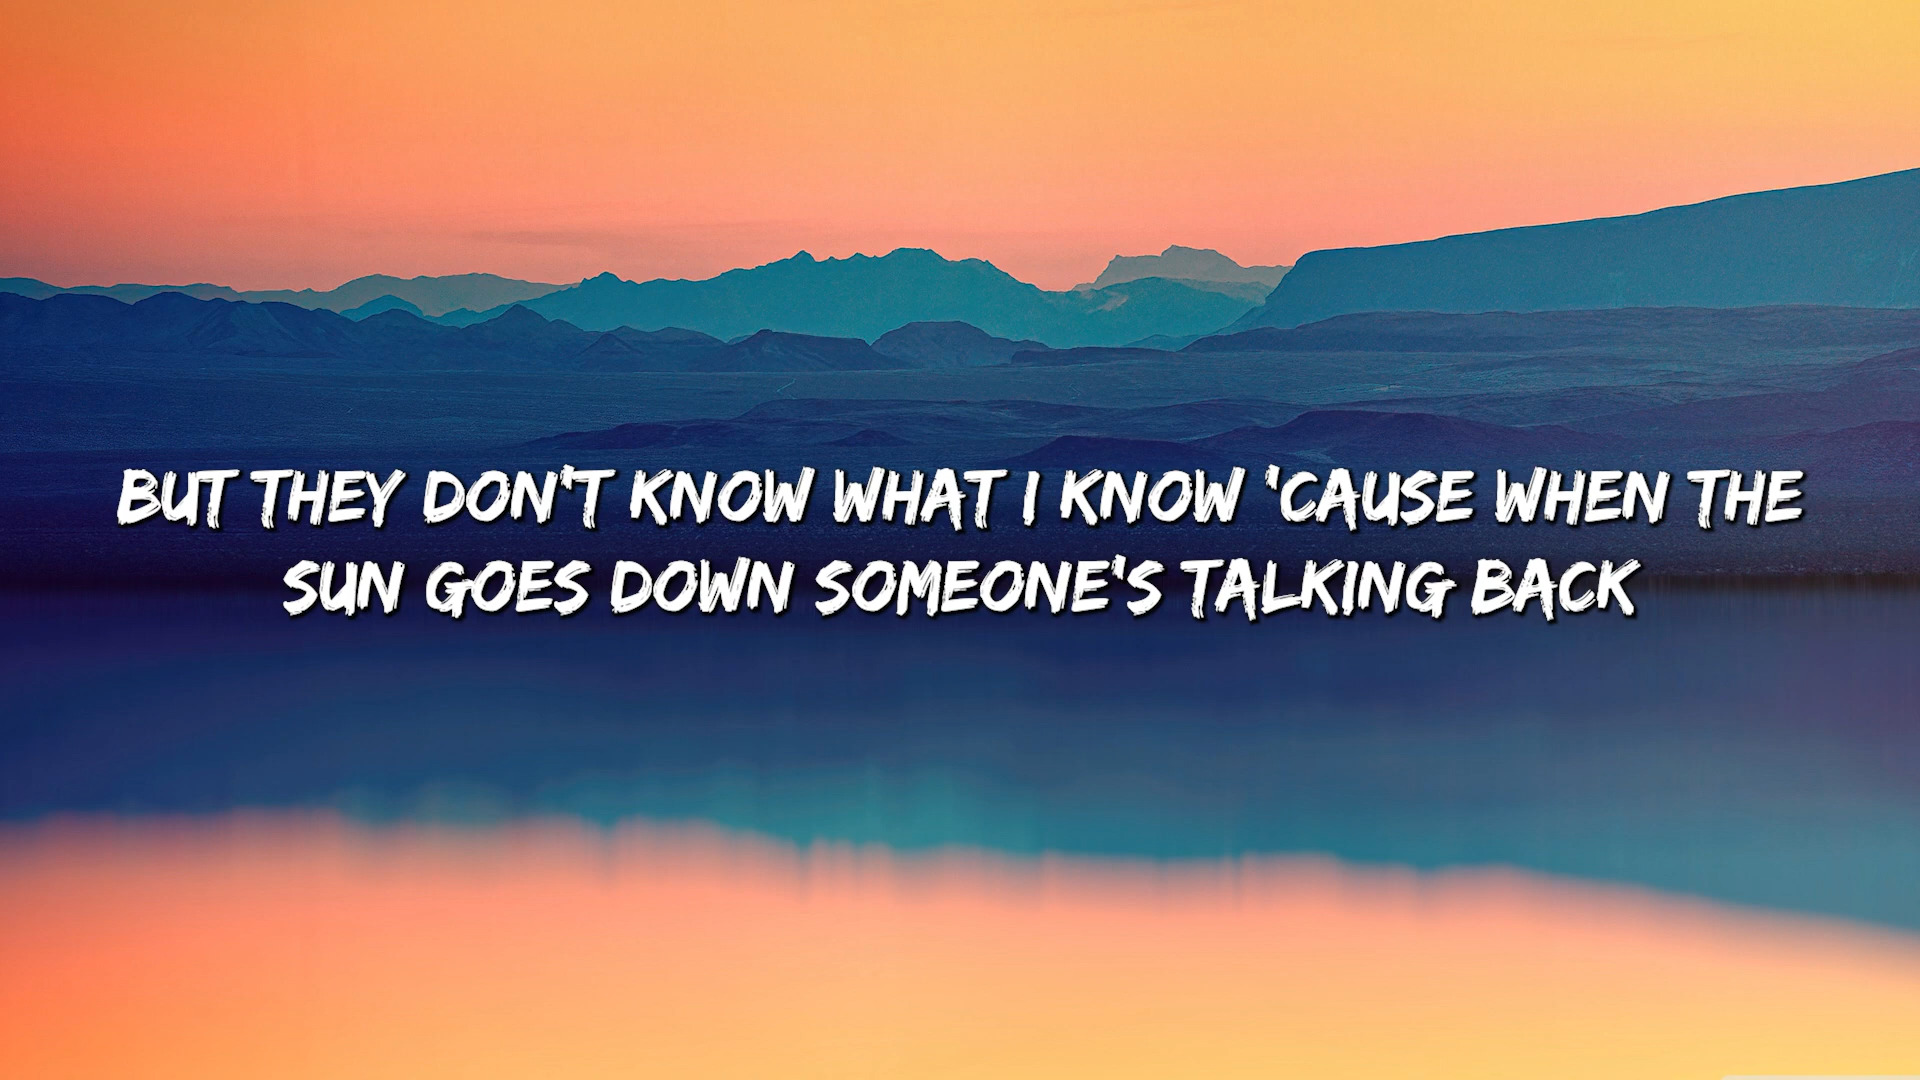 BUT THEY DON'T KNOW WHAT I KNOW 'CAUSE WHEN THE
SUN GOES DOWN SOMEONE'S TALKING BACK